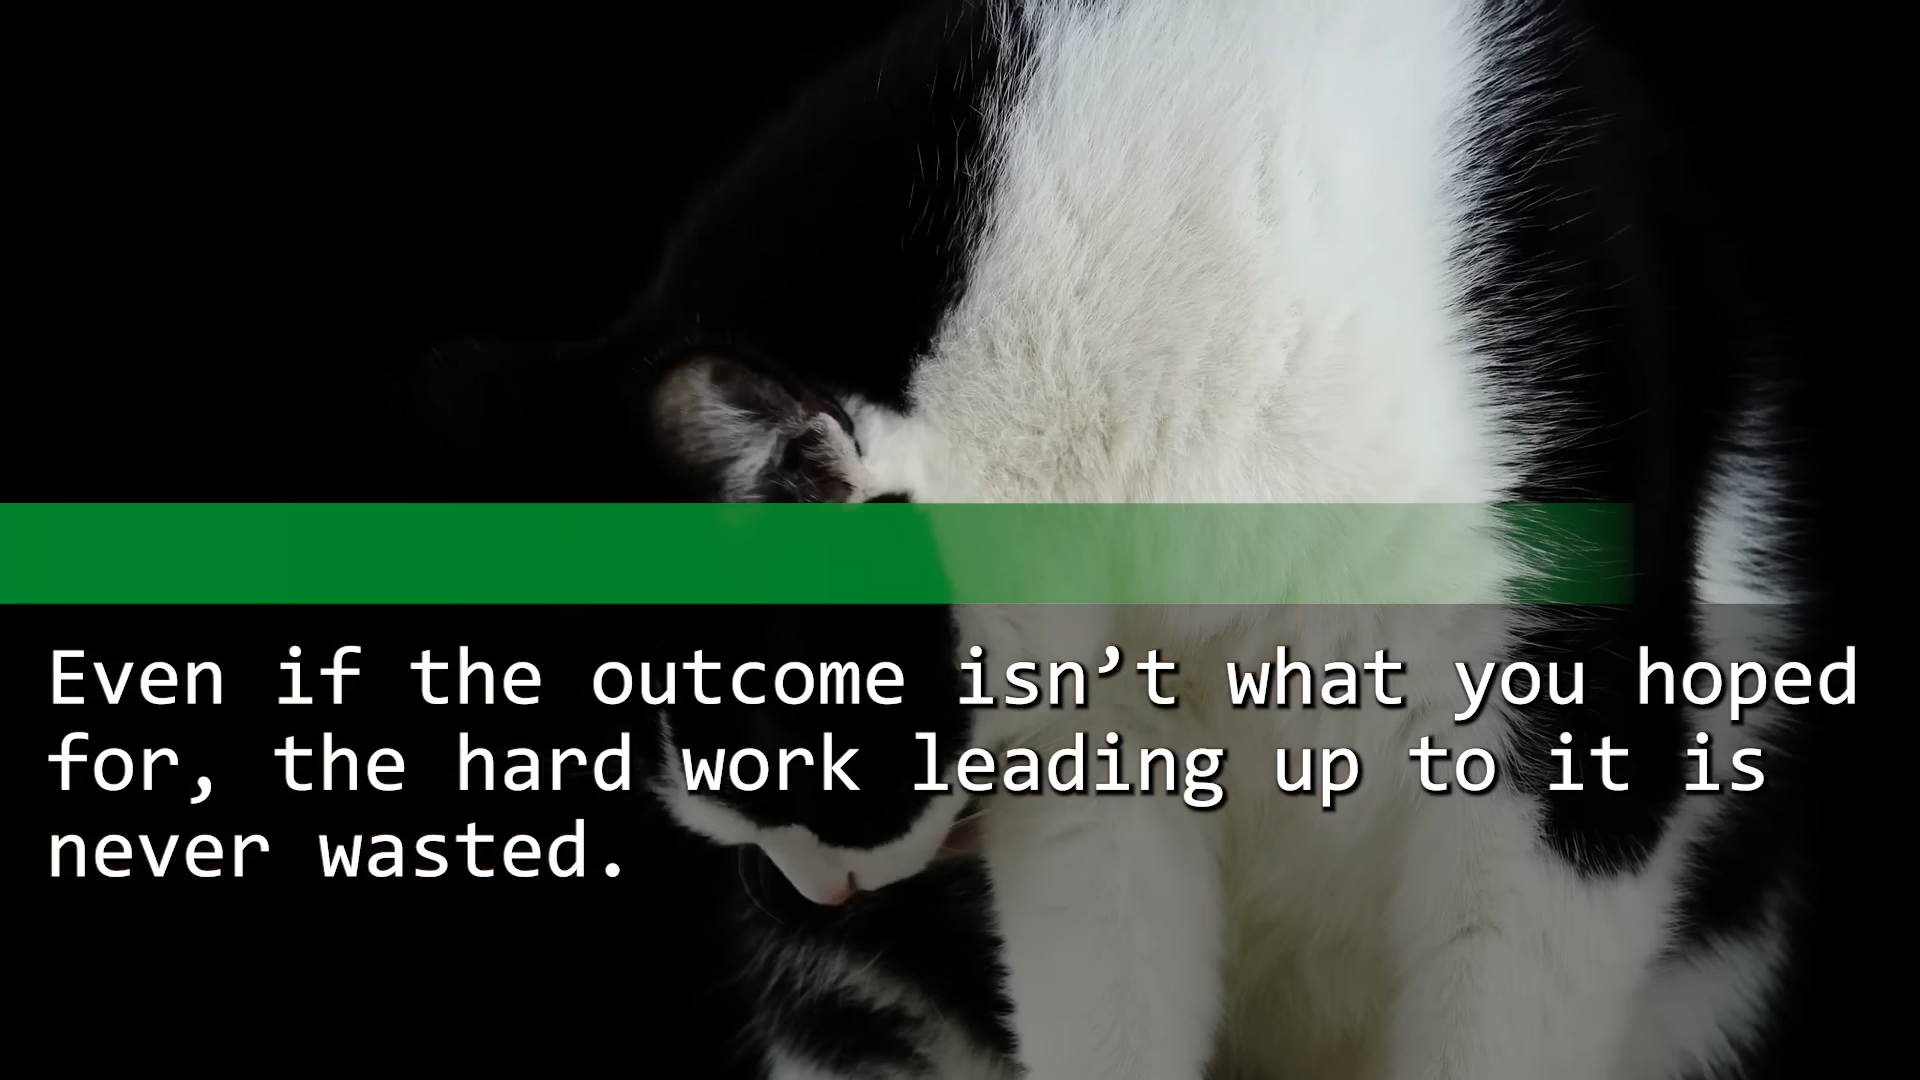 Even if the outcome isn’t what you hoped
for, the hard work leading up to it is
never wasted.